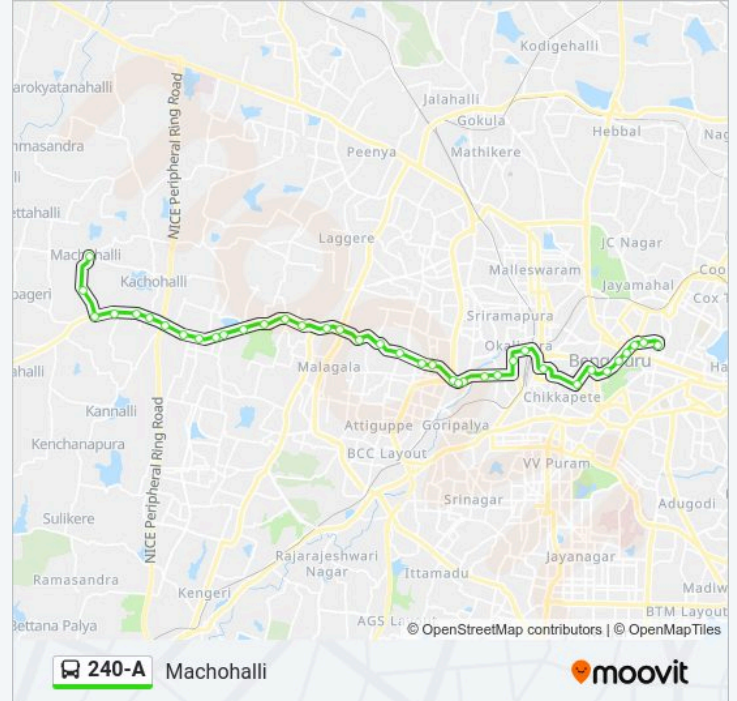 Kodigehalli
arokyatanahalli
Jalahalli
Gokula
Hebbal
Nag
nmasandra
Peenya
Mathikere
NICE Peripheral Ring Road
lli
ettahalli
Laggere
JC Nagar
Machohalli
Malleswaram
Coo
Kachohalli
Jayamahal
pageri
Cox T
Sriramapura
Bengaluru
Ha
ahalli
Malagala
Chikkapete
Kannalli
Attiguppe
Goripalya
Kenchanapura
BCC Layout
VV Puram
NICE Peripheral Ring Road
Srinagar
Adugodi
Sulikere
Rajarajeshwari
Nagar
Jayanagar
Ramasandra
Ittamadu
Madiw
Kengeri
BTM Layout
Bettana Palya
AGS La
© OpenStreetMap contributors | © OpenMapTiles
240-A Machohalli
moovit